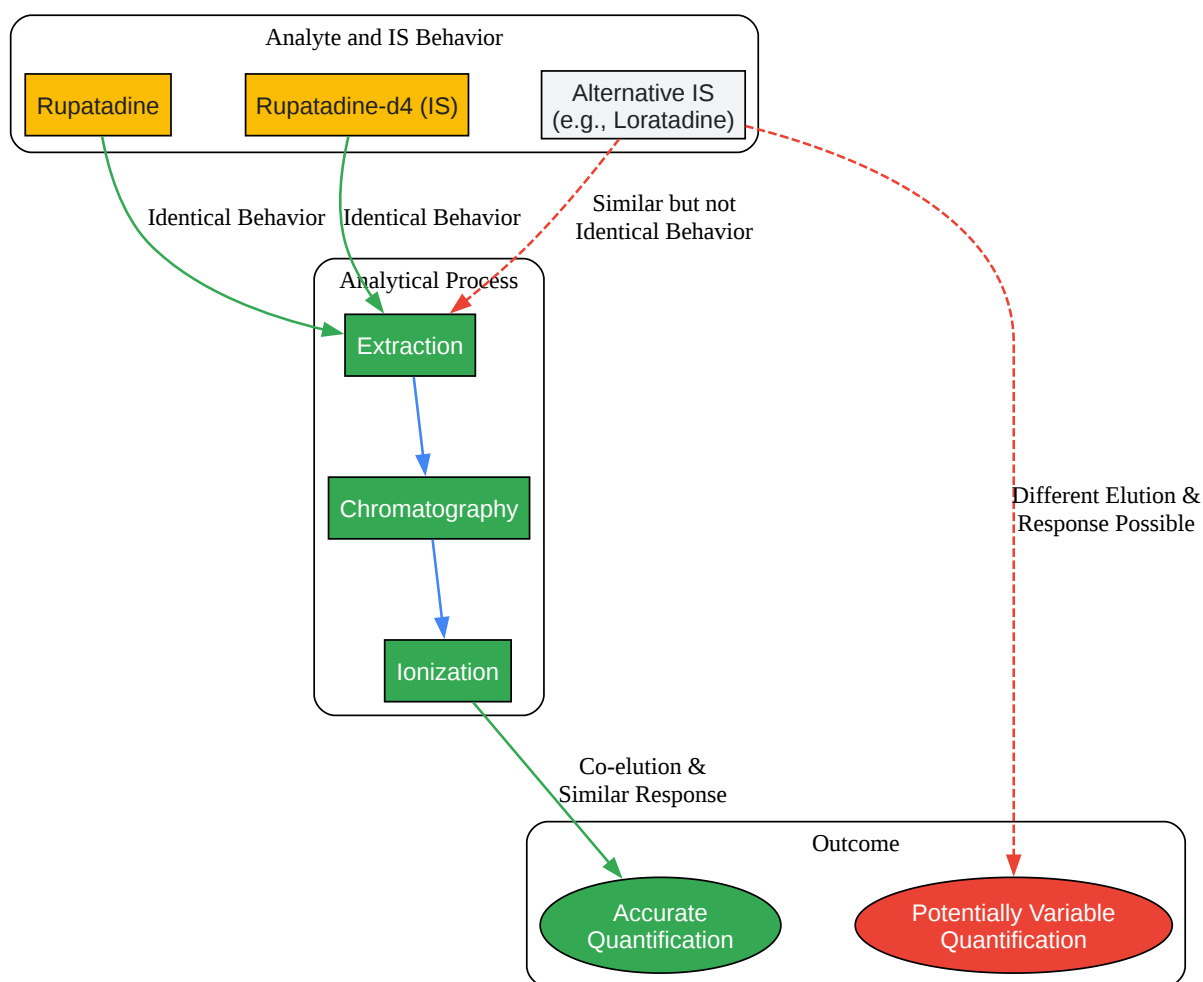 Analyte and IS Behavior
Rupatadine
Rupatadine-d4 (IS)
Alternative IS
(e.g., Loratadine)
Identical Behavior
Identical Behavior
Similar but not
Identical Behavior
Analytical Process
Extraction
Chromatography
Different Elution &
Response Possible
Ionization
Co-elution &
Similar Response
Outcome
Accurate
Quantification
Potentially Variable
Quantification